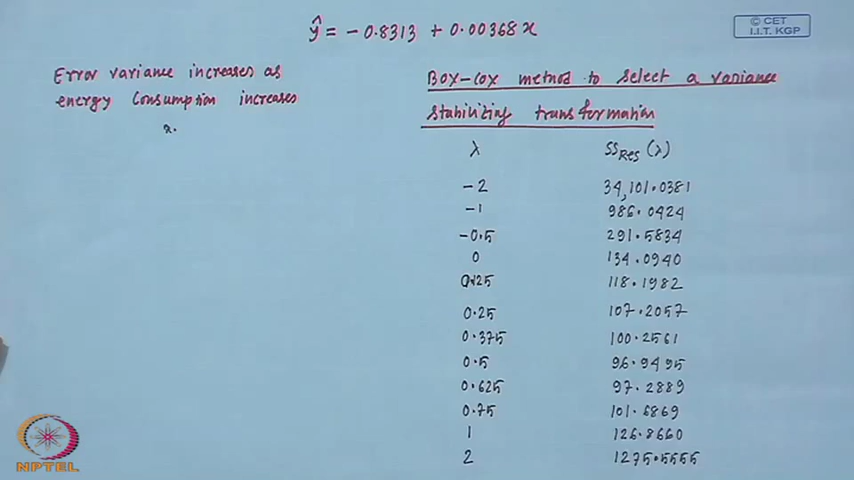 ŷ = - 0.8313 + 0.00368 x
© CET
I.I.T. KGP
Error variance increases as
energy consumption increases
x.
Box-Cox method to select a variance
stabilizing transformation
λ SS_Res (λ)
-2 34,101.0381
-1 986.0424
-0.5 291.5834
0 134.0940
0.125 118.1982
0.25 107.2057
0.375 100.2561
0.5 96.9495
0.625 97.2889
0.75 101.6869
1 126.8660
2 1275.5555
NPTEL